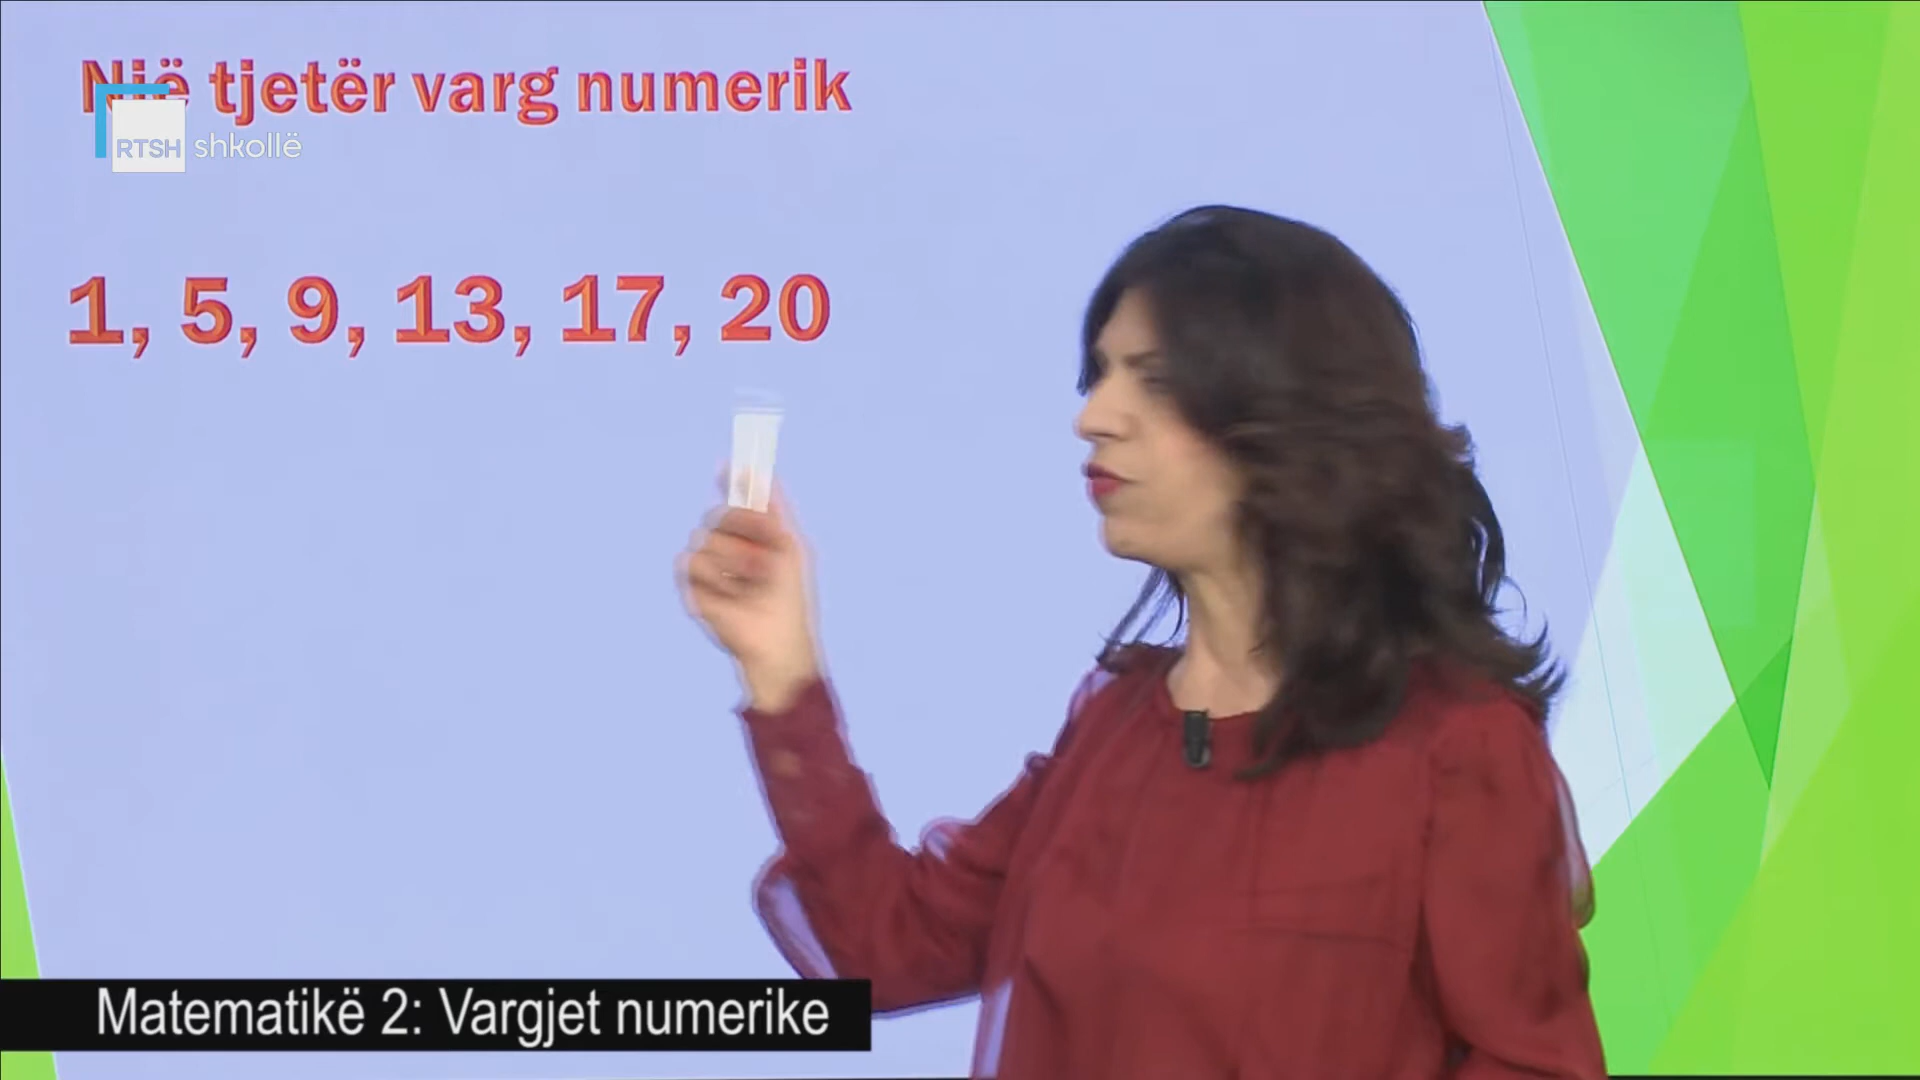 Një tjetër varg numerik
RTSH shkollë
1, 5, 9, 13, 17, 20
Matematikë 2: Vargjet numerike